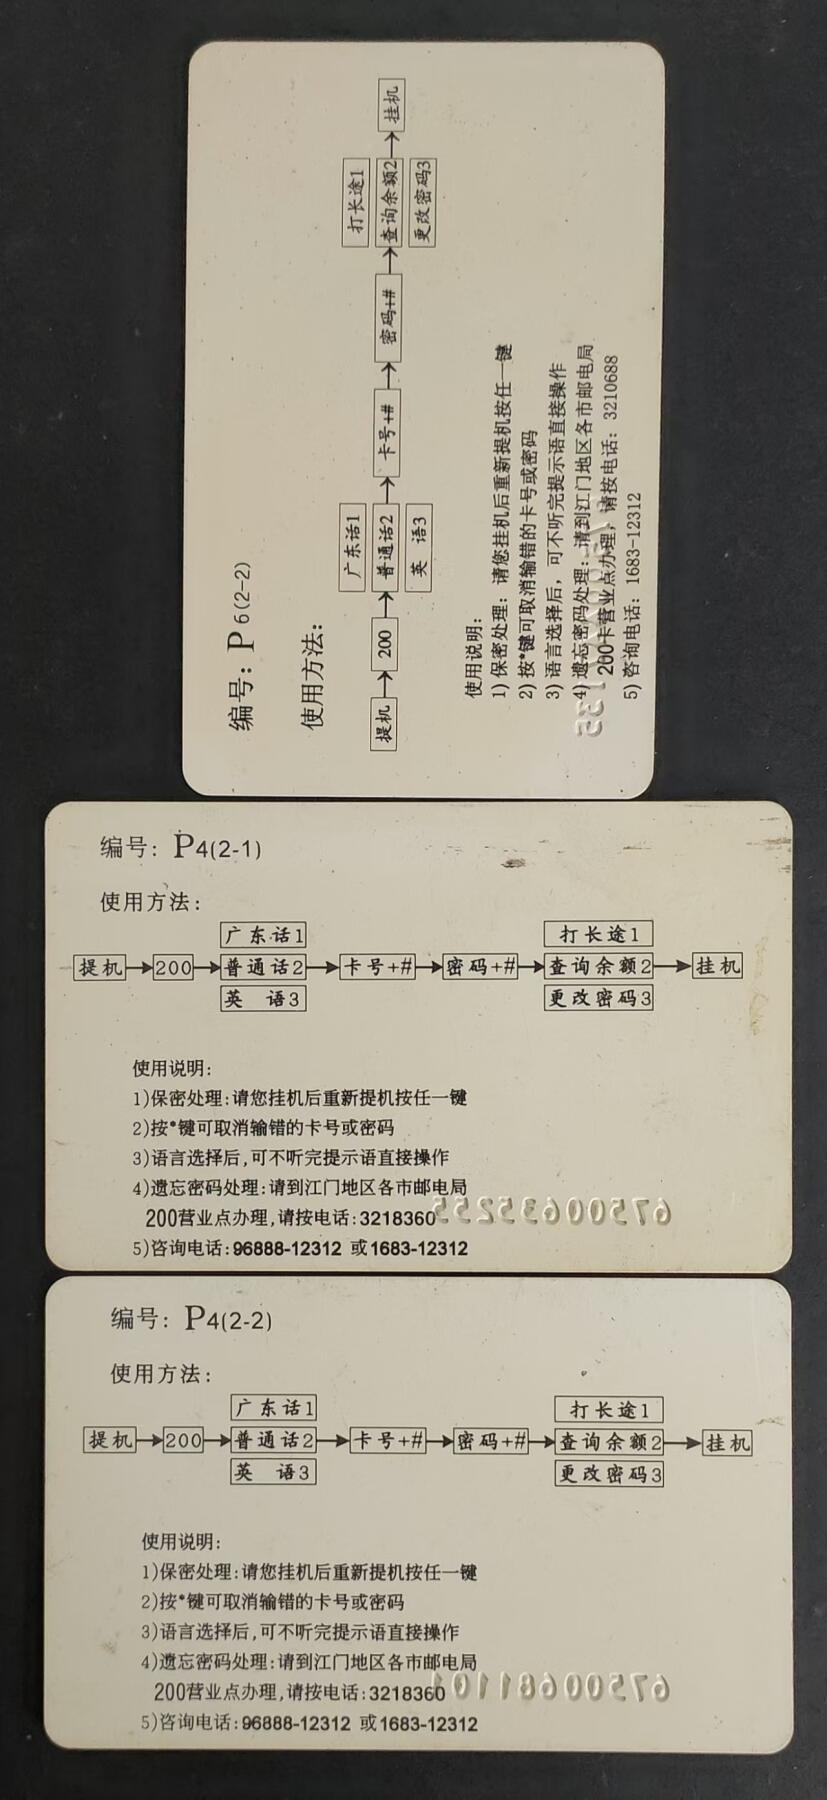 编号：P6(2-2)
使用方法：
广东话1
打长途1
提机→200→普通话2→卡号+#→密码+#→查询余额2→挂机
英 语3
更改密码3
使用说明：
1)保密处理：请您挂机后重新提机按任一键
2)按*键可取消输错的卡号或密码
3)语言选择后，可不听完提示语直接操作
4)遗忘密码处理：请到江门地区各市邮电局
200卡营业点办理，请按电话：3210688
5)咨询电话：1683-12312
编号：P4(2-1)
使用方法：
广东话1
打长途1
提机→200→普通话2→卡号+#→密码+#→查询余额2→挂机
英 语3
更改密码3
使用说明：
1)保密处理:请您挂机后重新提机按任一键
2)按*键可取消输错的卡号或密码
3)语言选择后,可不听完提示语直接操作
4)遗忘密码处理:请到江门地区各市邮电局
200营业点办理,请按电话:3218360
67500635255
5)咨询电话:96888-12312 或1683-12312
编号：P4(2-2)
使用方法：
广东话1
打长途1
提机→200→普通话2→卡号+#→密码+#→查询余额2→挂机
英 语3
更改密码3
使用说明：
1)保密处理:请您挂机后重新提机按任一键
2)按*键可取消输错的卡号或密码
3)语言选择后,可不听完提示语直接操作
4)遗忘密码处理:请到江门地区各市邮电局
200营业点办理,请按电话:3218360
67500681101
5)咨询电话:96888-12312 或1683-12312